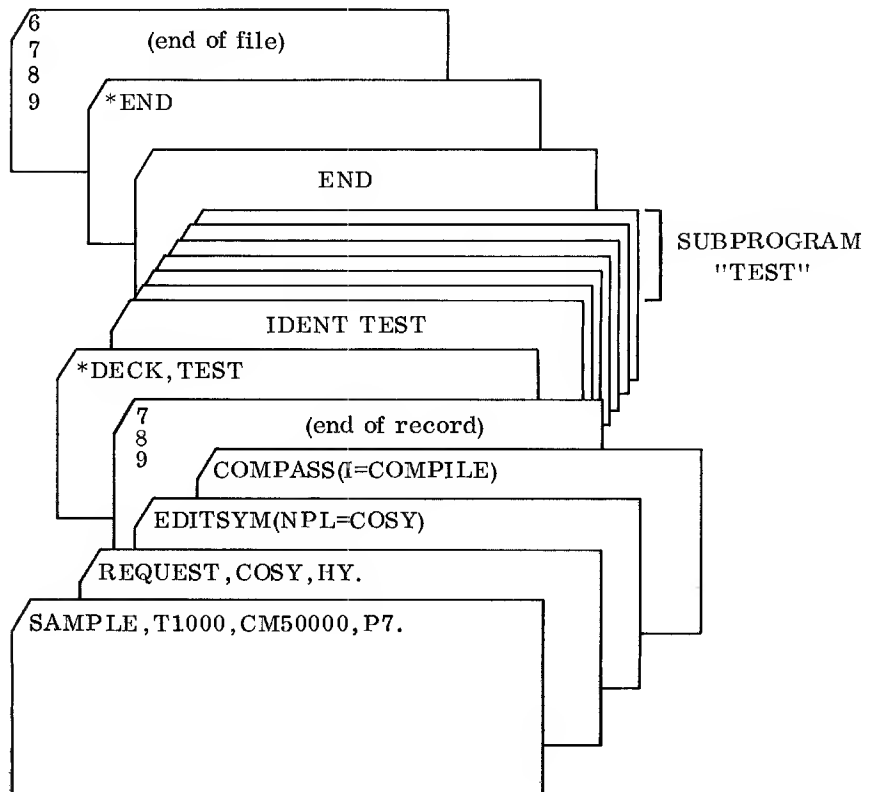 6
7
8
9
(end of file)
*END
END
SUBPROGRAM
"TEST"
IDENT TEST
*DECK,TEST
7
8
9
(end of record)
COMPASS(I=COMPILE)
EDITSYM(NPL=COSY)
REQUEST,COSY,HY.
SAMPLE,T1000,CM50000,P7.